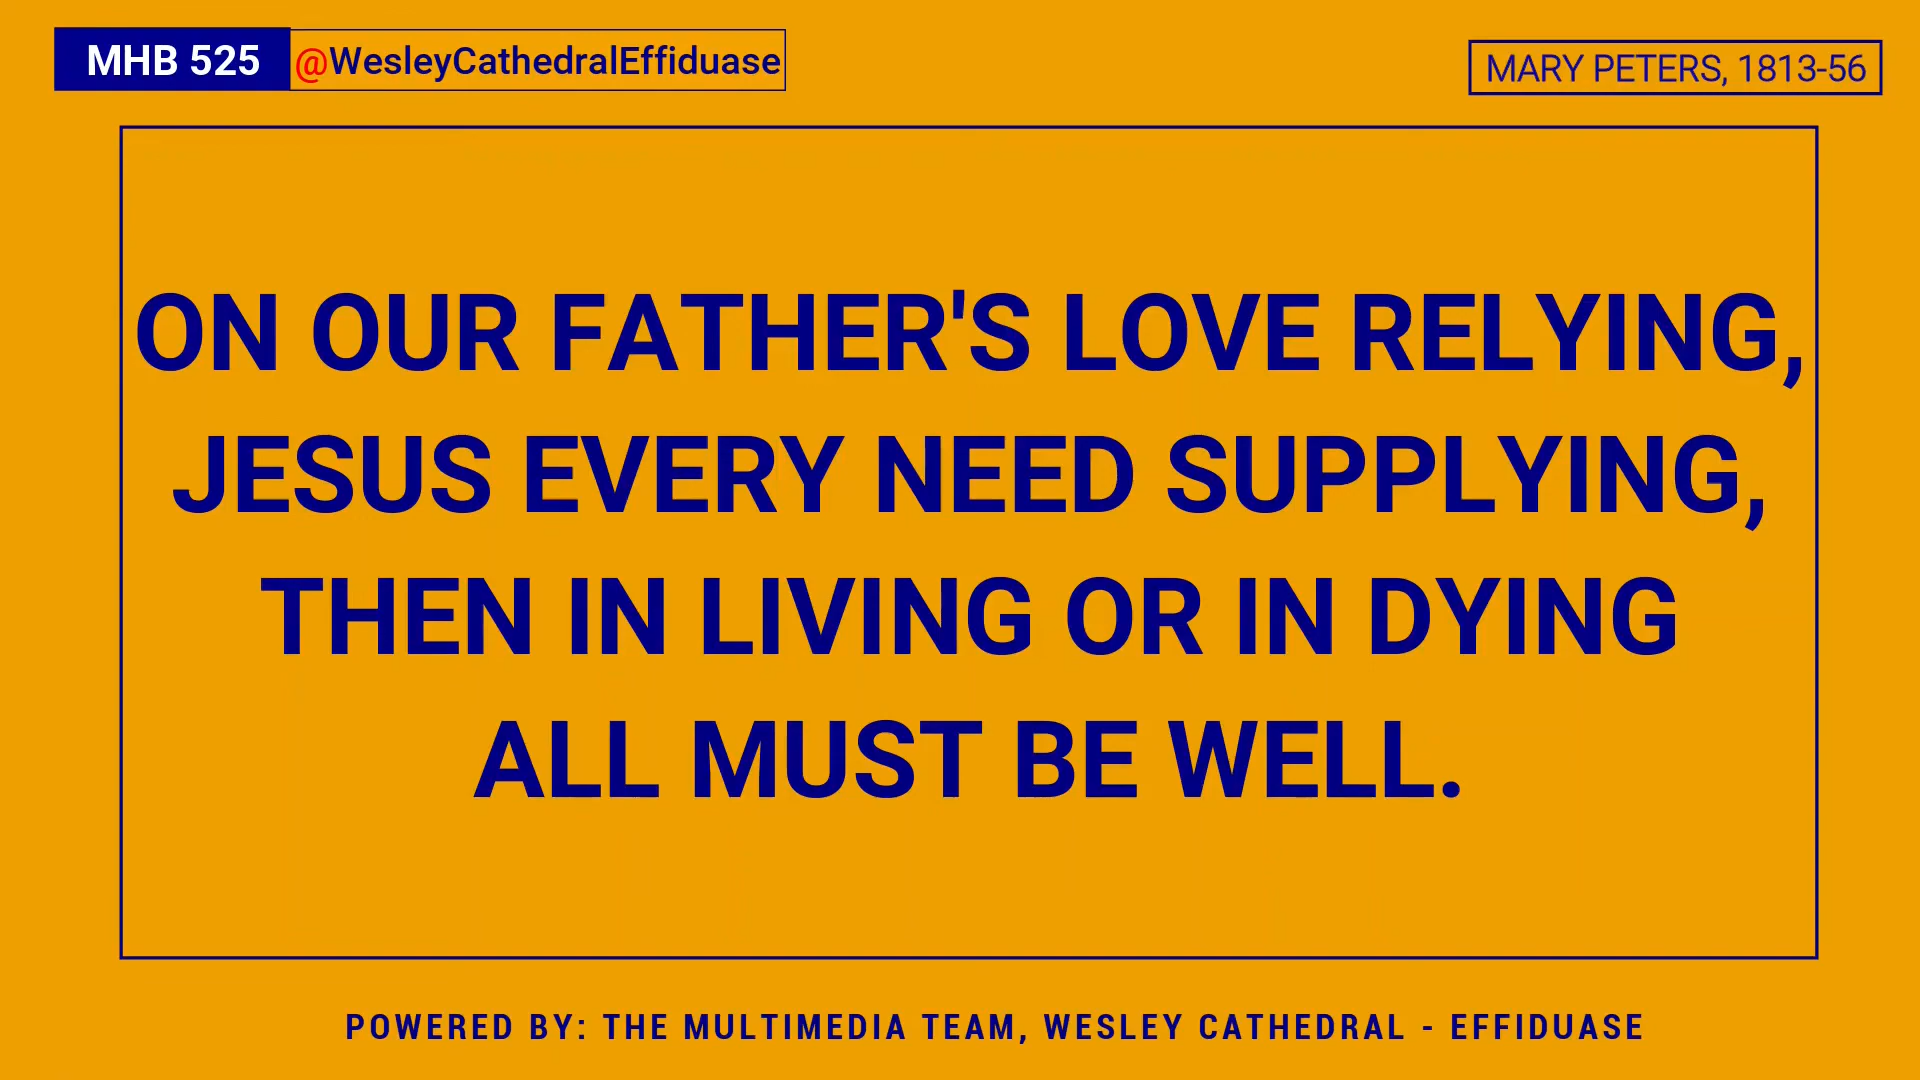 MHB 525 @WesleyCathedralEffiduase
MARY PETERS, 1813-56
ON OUR FATHER'S LOVE RELYING,
JESUS EVERY NEED SUPPLYING,
THEN IN LIVING OR IN DYING
ALL MUST BE WELL.
POWERED BY: THE MULTIMEDIA TEAM, WESLEY CATHEDRAL - EFFIDUASE